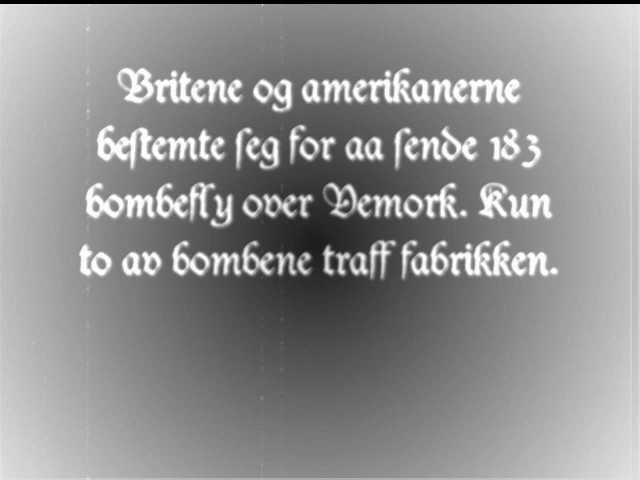 Britene og amerikanerne
beſtemte ſeg for aa ſende 183
bombefly over Vemork. Kun
to av bombene traff fabrikken.